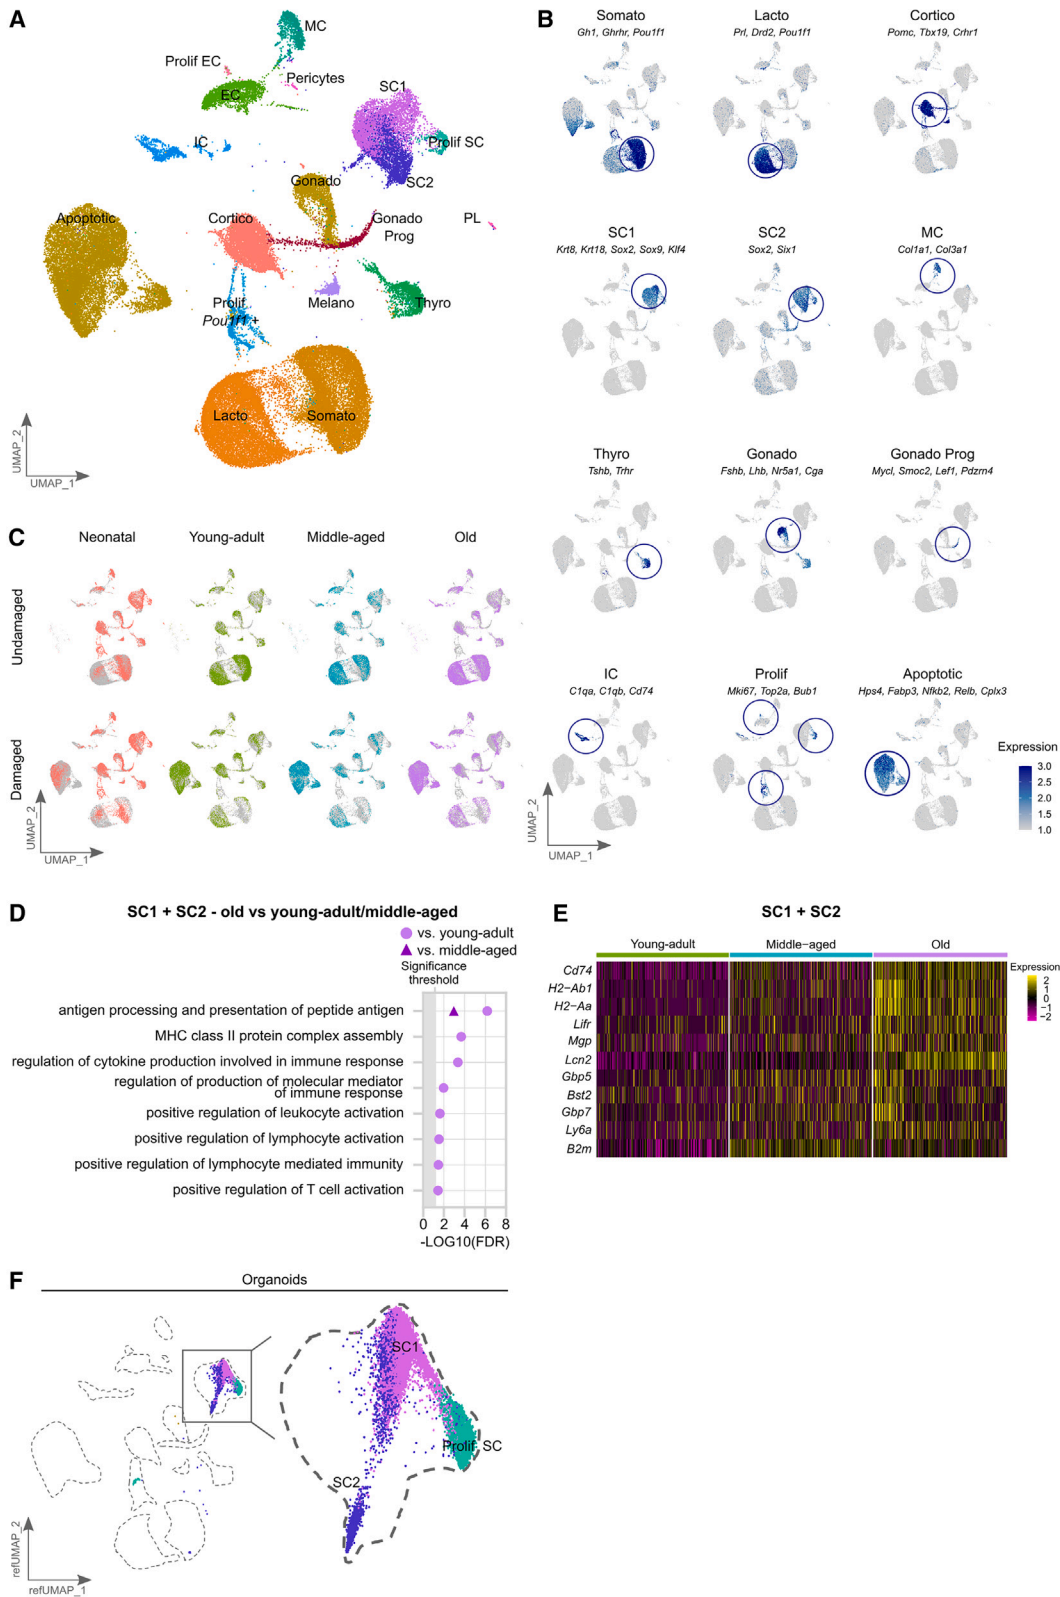 A
MC
Prolif EC
Pericytes
EC
SC1
IC
Prolif SC
SC2
Gonado
Apoptotic
Cortico
Gonado
Prog
PL
Prolif
Pou1f1 +
Melano
Thyro
Lacto
Somato
UMAP_2
UMAP_1
B
Somato
Gh1, Ghrhr, Pou1f1
Lacto
Prl, Drd2, Pou1f1
Cortico
Pomc, Tbx19, Crhr1
SC1
Krt8, Krt18, Sox2, Sox9, Klf4
SC2
Sox2, Six1
MC
Col1a1, Col3a1
Thyro
Tshb, Trhr
Gonado
Fshb, Lhb, Nr5a1, Cga
Gonado Prog
Mycl, Smoc2, Lef1, Pdzrn4
IC
C1qa, C1qb, Cd74
Prolif
Mki67, Top2a, Bub1
Apoptotic
Hps4, Fabp3, Nfkb2, Relb, Cplx3
Expression
3.0
2.5
2.0
1.5
1.0
UMAP_2
UMAP_1
C
Neonatal
Young-adult
Middle-aged
Old
Undamaged
Damaged
UMAP_2
UMAP_1
D
SC1 + SC2 - old vs young-adult/middle-aged
vs. young-adult
vs. middle-aged
Significance
threshold
antigen processing and presentation of peptide antigen
MHC class II protein complex assembly
regulation of cytokine production involved in immune response
regulation of production of molecular mediator
of immune response
positive regulation of leukocyte activation
positive regulation of lymphocyte activation
positive regulation of lymphocyte mediated immunity
positive regulation of T cell activation
0 2 4 6 8
-LOG10(FDR)
E
SC1 + SC2
Young-adult
Middle-aged
Old
Cd74
H2-Ab1
H2-Aa
Lifr
Mgp
Lcn2
Gbp5
Bst2
Gbp7
Ly6a
B2m
Expression
2
1
0
-1
-2
F
Organoids
SC1
Prolif SC
SC2
refUMAP_2
refUMAP_1